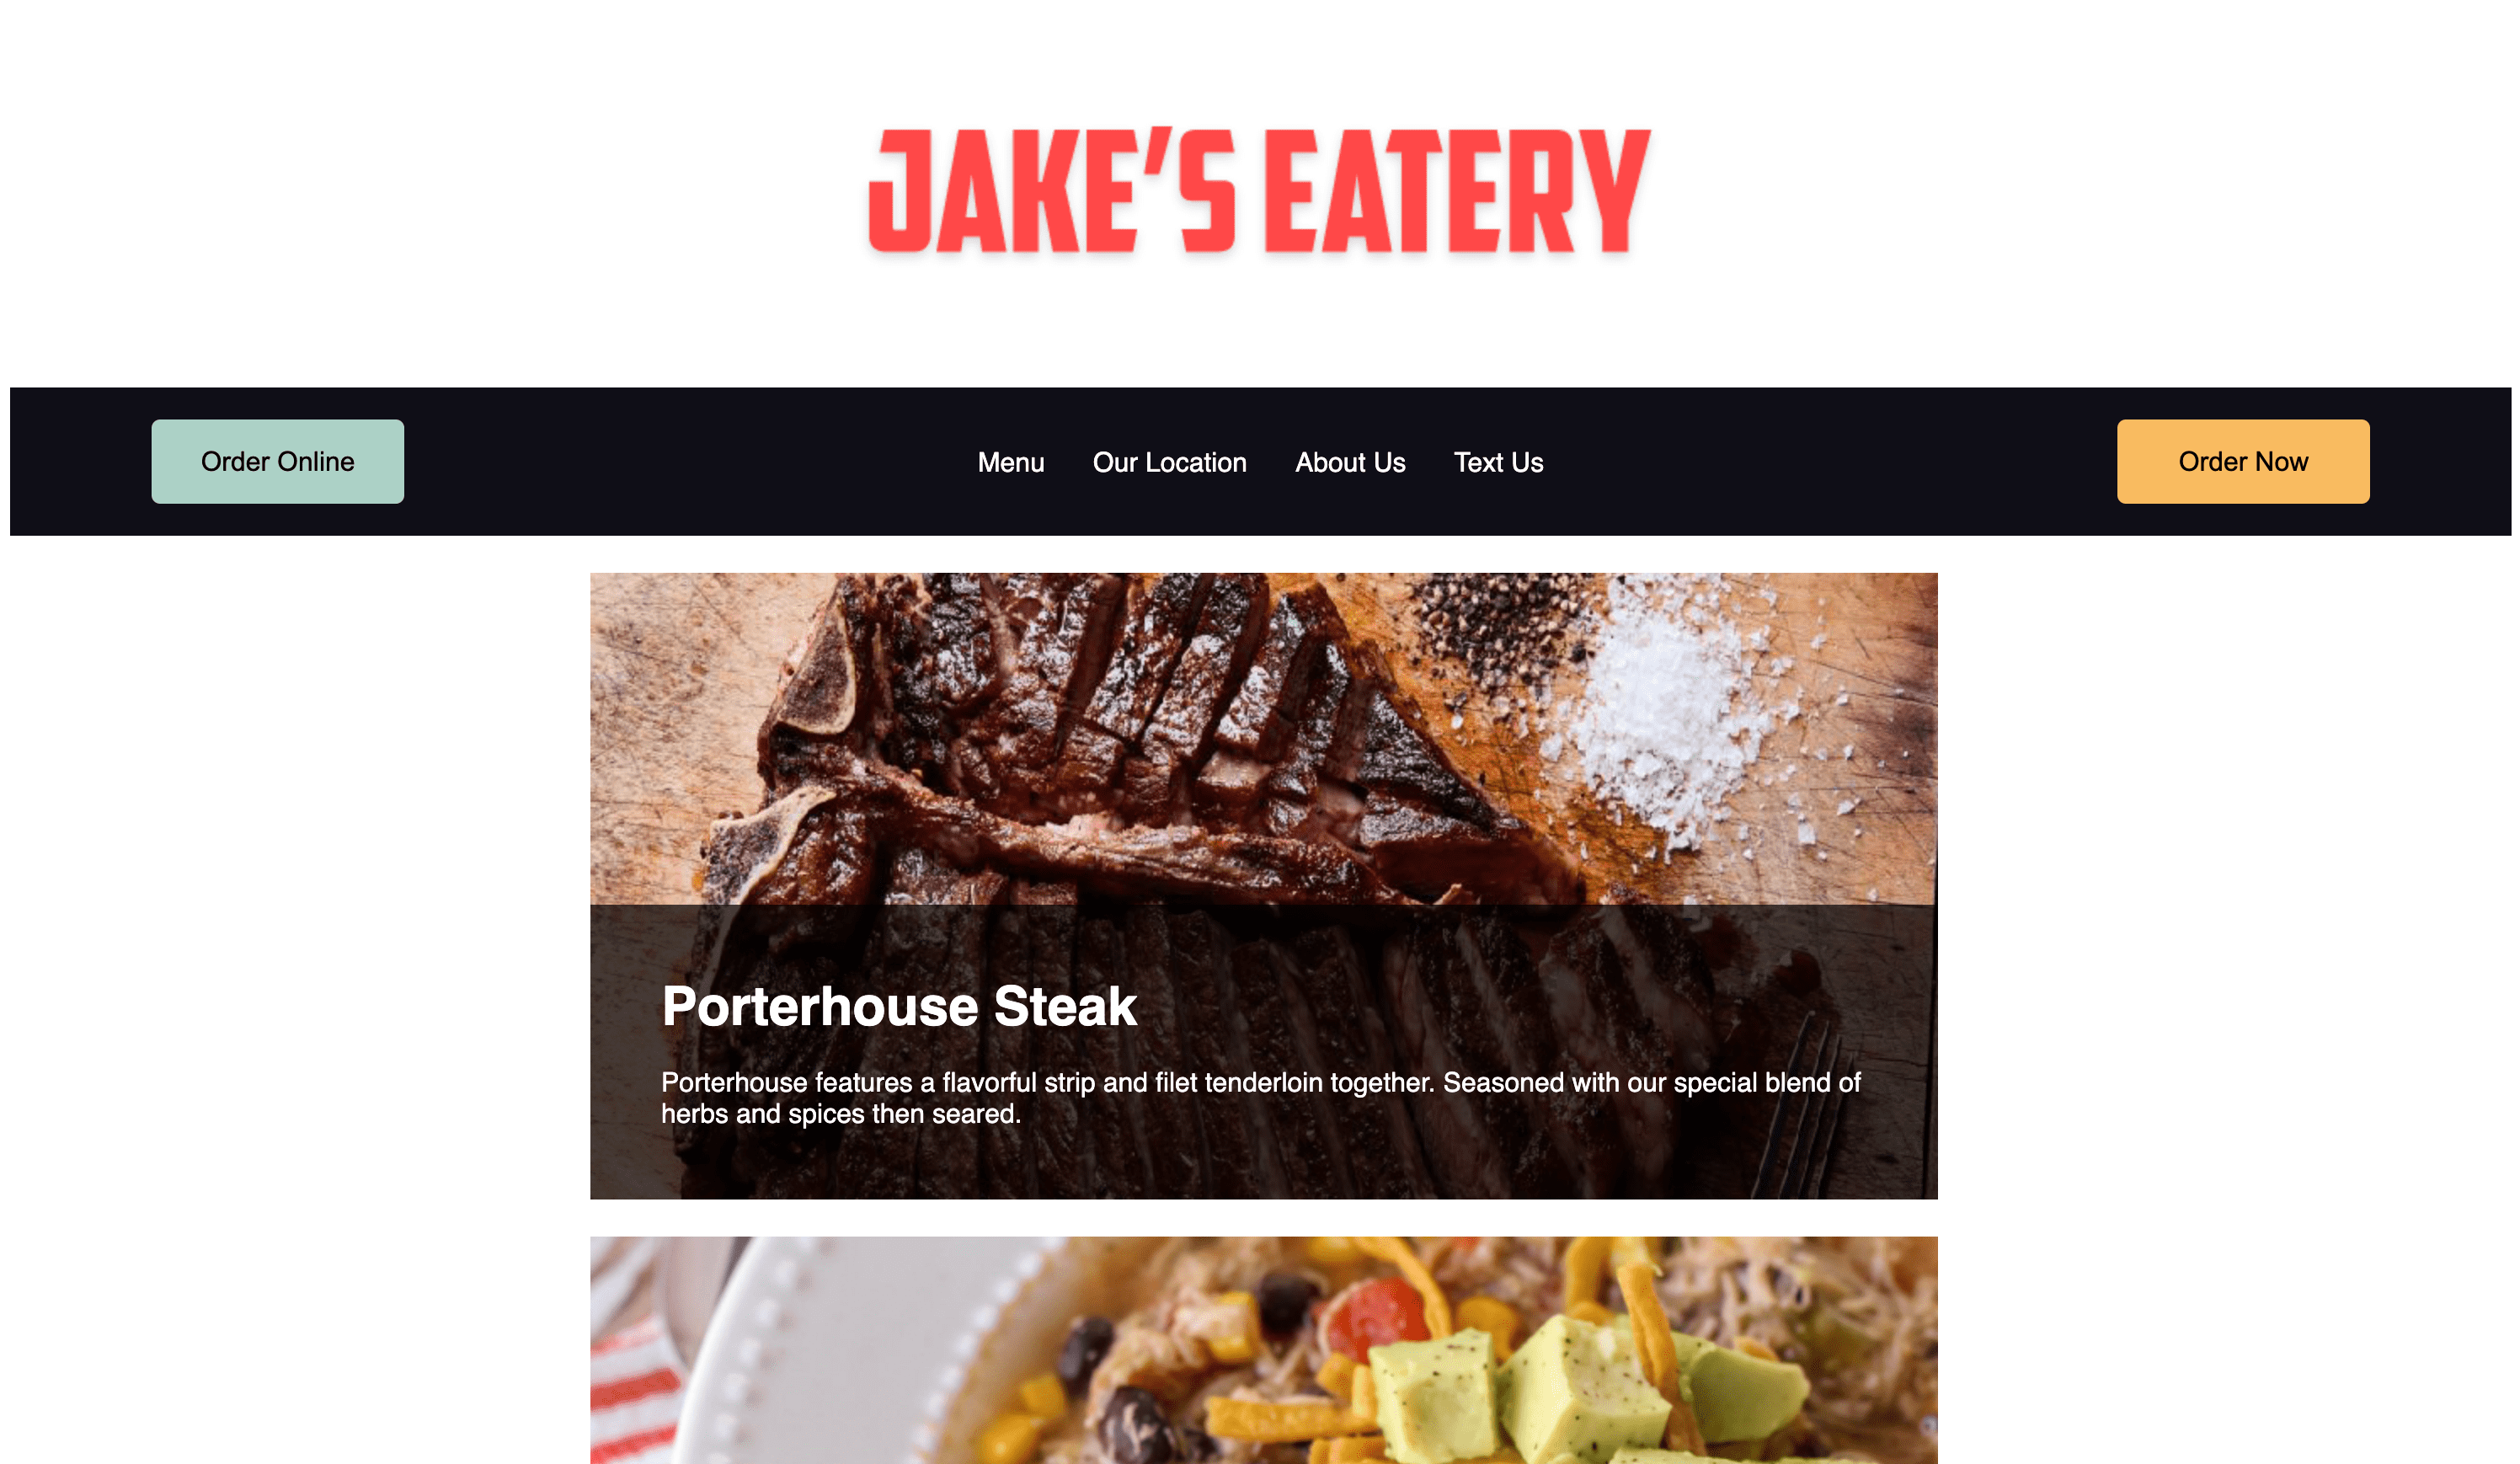 JAKE'S EATERY
Order Online
Menu
Our Location
About Us
Text Us
Order Now
Porterhouse Steak
Porterhouse features a flavorful strip and filet tenderloin together. Seasoned with our special blend of
herbs and spices then seared.